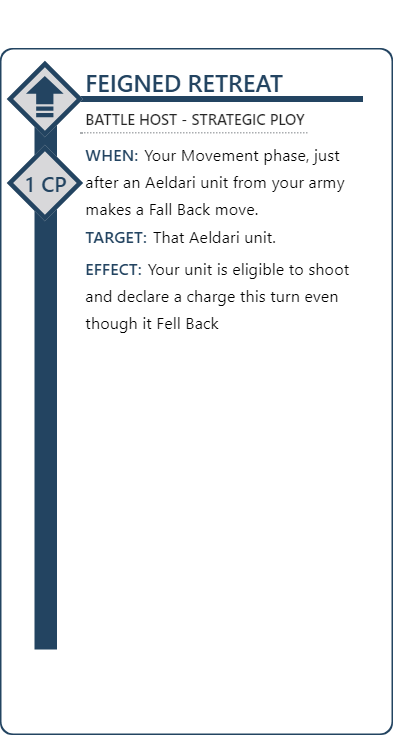 FEIGNED RETREAT
BATTLE HOST - STRATEGIC PLOY
WHEN: Your Movement phase, just
1 CP
after an Aeldari unit from your army
makes a Fall Back move.
TARGET: That Aeldari unit.
EFFECT: Your unit is eligible to shoot
and declare a charge this turn even
though it Fell Back